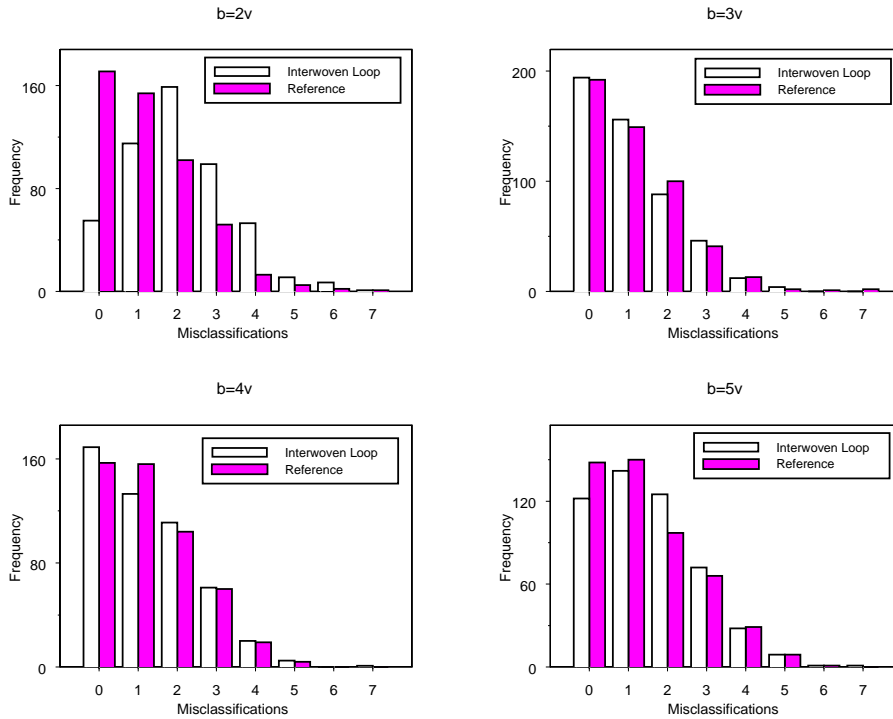 b=2v
Interwoven Loop
Reference
Frequency
160
80
0
0 1 2 3 4 5 6 7
Misclassifications
b=3v
Interwoven Loop
Reference
Frequency
200
100
0
0 1 2 3 4 5 6 7
Misclassifications
b=4v
Interwoven Loop
Reference
Frequency
160
80
0
0 1 2 3 4 5 6 7
Misclassifications
b=5v
Interwoven Loop
Reference
Frequency
120
60
0
0 1 2 3 4 5 6 7
Misclassifications